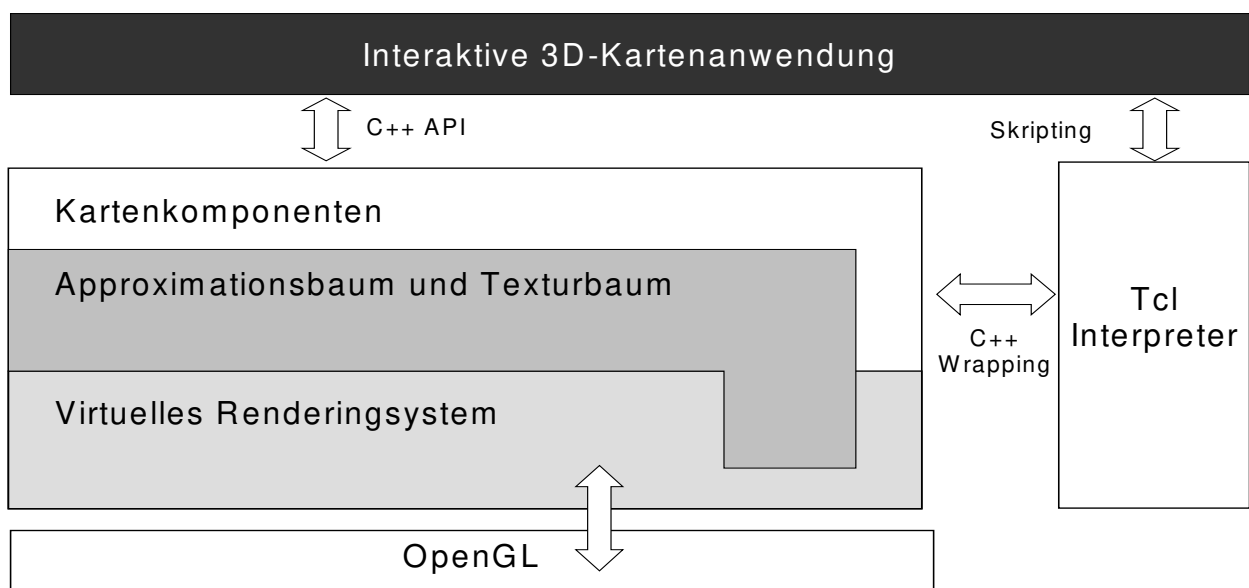 Interaktive 3D-Kartenanwendung
C++ API
Skripting
Kartenkomponenten
Approximationsbaum und Texturbaum
Tcl
Interpreter
C++
Wrapping
Virtuelles Renderingsystem
OpenGL